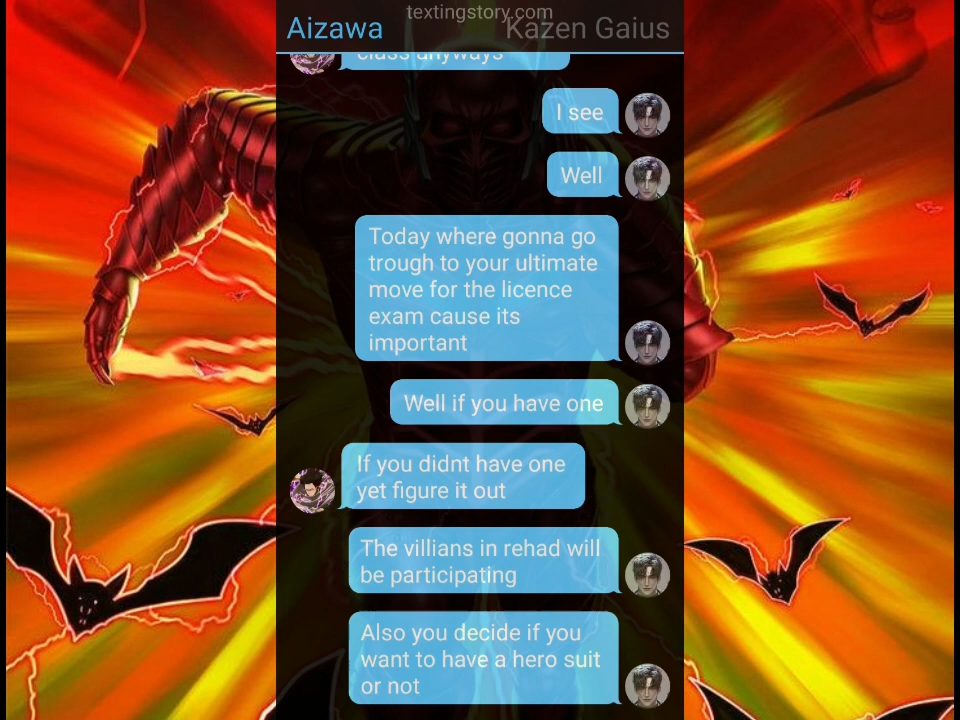 textingstory.com
Aizawa
Kazen Gaius
class anyways
I see
Well
Today where gonna go
trough to your ultimate
move for the licence
exam cause its
important
Well if you have one
If you didnt have one
yet figure it out
The villians in rehad will
be participating
Also you decide if you
want to have a hero suit
or not